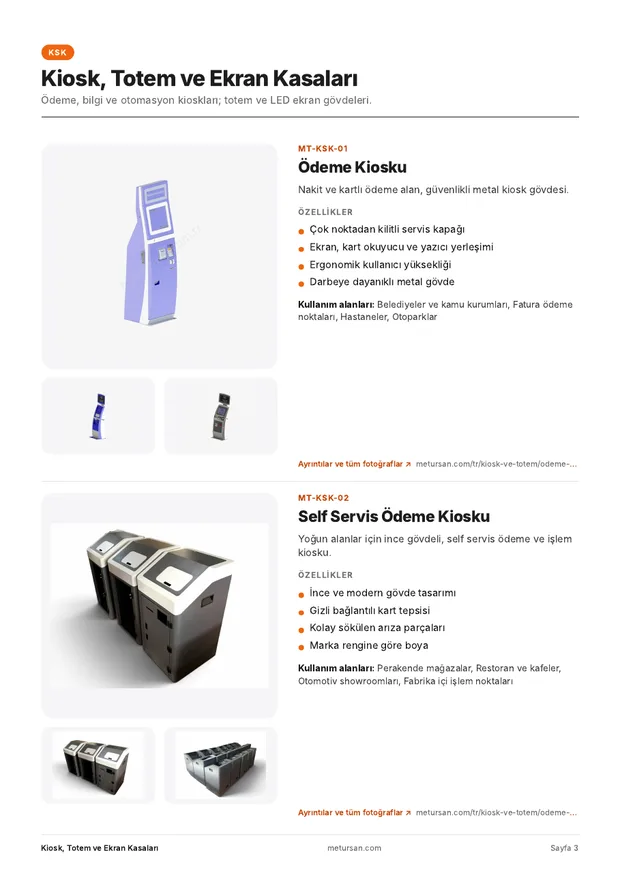 KSK
Kiosk, Totem ve Ekran Kasaları
Ödeme, bilgi ve otomasyon kioskları; totem ve LED ekran gövdeleri.
MT-KSK-01
Ödeme Kiosku
Nakit ve kartlı ödeme alan, güvenlikli metal kiosk gövdesi.
ÖZELLİKLER
Çok noktadan kilitli servis kapağı
Ekran, kart okuyucu ve yazıcı yerleşimi
Ergonomik kullanıcı yüksekliği
Darbeye dayanıklı metal gövde
Kullanım alanları: Belediyeler ve kamu kurumları, Fatura ödeme
noktaları, Hastaneler, Otoparklar
Ayrıntılar ve tüm fotoğraflar ↗ metursan.com/tr/kiosk-ve-totem/odeme-...
MT-KSK-02
Self Servis Ödeme Kiosku
Yoğun alanlar için ince gövdeli, self servis ödeme ve işlem
kiosku.
ÖZELLİKLER
İnce ve modern gövde tasarımı
Gizli bağlantılı kart tepsisi
Kolay sökülen arıza parçaları
Marka rengine göre boya
Kullanım alanları: Perakende mağazalar, Restoran ve kafeler,
Otomotiv showroomları, Fabrika içi işlem noktaları
Ayrıntılar ve tüm fotoğraflar ↗ metursan.com/tr/kiosk-ve-totem/odeme-...
Kiosk, Totem ve Ekran Kasaları
metursan.com
Sayfa 3